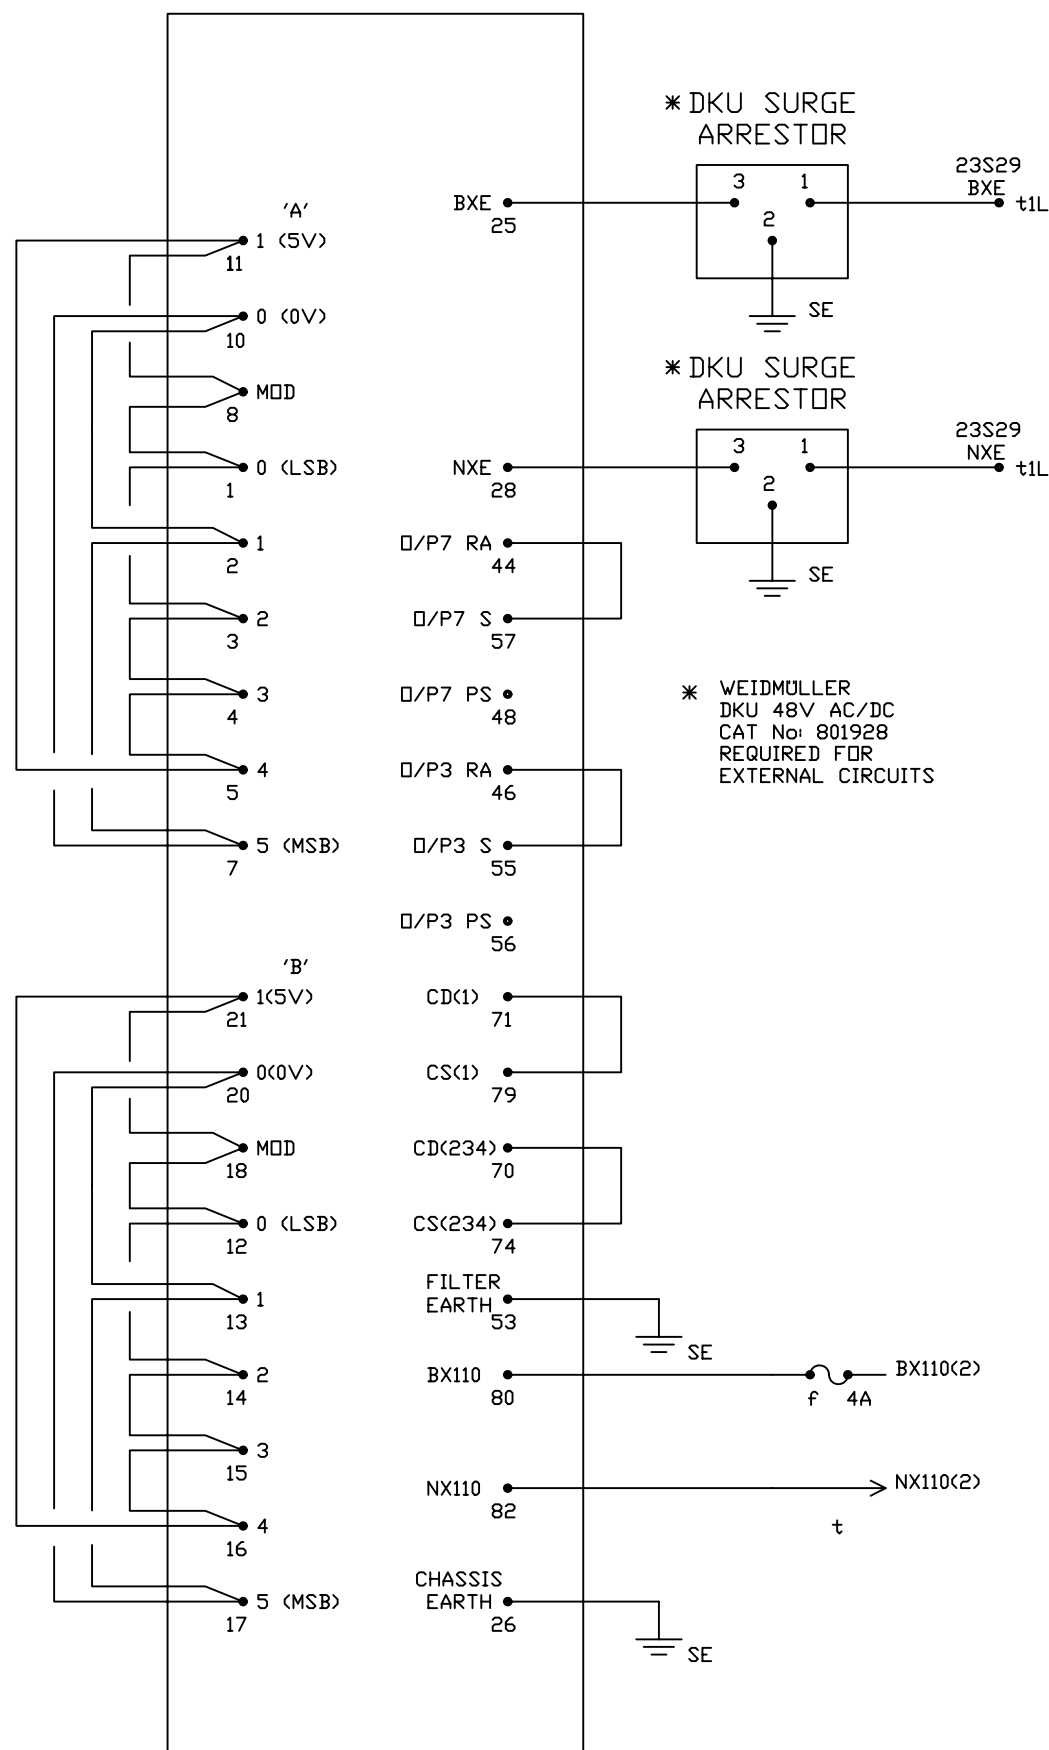 * DKU SURGE
ARRESTOR
3 1
2
SE
23S29
BXE
t1L
BXE
25
'A'
1 (5V)
11
0 (0V)
10
MOD
8
0 (LSB)
1
1
2
2
3
3
4
4
5
5 (MSB)
7
* DKU SURGE
ARRESTOR
3 1
2
SE
23S29
NXE
t1L
NXE
28
O/P7 RA
44
O/P7 S
57
O/P7 PS
48
O/P3 RA
46
O/P3 S
55
O/P3 PS
56
* WEIDMÜLLER
DKU 48V AC/DC
CAT No: 801928
REQUIRED FOR
EXTERNAL CIRCUITS
'B'
1(5V)
21
0(0V)
20
MOD
18
0 (LSB)
12
1
13
2
14
3
15
4
16
5 (MSB)
17
CD(1)
71
CS(1)
79
CD(234)
70
CS(234)
74
FILTER
EARTH
53
SE
BX110
80
f 4A
BX110(2)
NX110
82
NX110(2)
t
CHASSIS
EARTH
26
SE